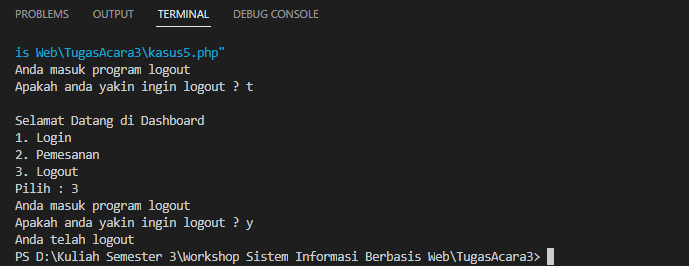 PROBLEMS OUTPUT TERMINAL DEBUG CONSOLE
is Web\TugasAcara3\kasus5.php"
Anda masuk program logout
Apakah anda yakin ingin logout ? t
Selamat Datang di Dashboard
1. Login
2. Pemesanan
3. Logout
Pilih : 3
Anda masuk program logout
Apakah anda yakin ingin logout ? y
Anda telah logout
PS D:\Kuliah Semester 3\Workshop Sistem Informasi Berbasis Web\TugasAcara3>